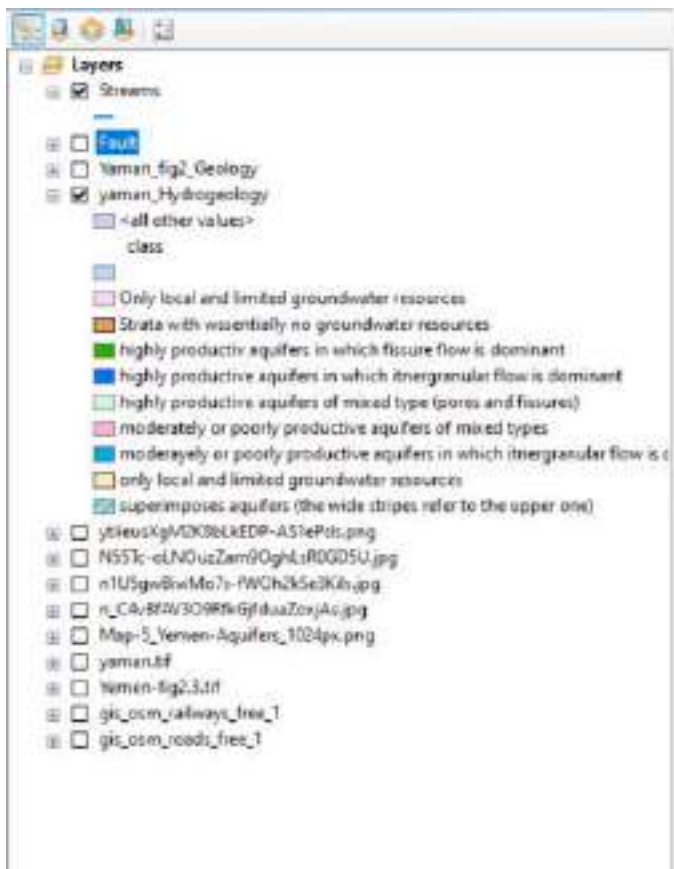 Layers
Streams
Fault
Yaman_fig2_Geology
yaman_Hydrogeology
<all other values>
class
Only local and limited groundwater resources
Strata with wssentially no groundwater resources
highly productiv aquifers in which fissure flow is dominant
highly productive aquifers in which itnergranular flow is dominant
highly productive aquifers of mixed type (pores and fissures)
moderately or poorly productive aquifers of mixed types
moderayely or poorly productive aquifers in which itnergranular flow is
only local and limited groundwater resources
superimposes aquifers (the wide stripes refer to the upper one)
Map-5_Yemen-Aquifers_1024px.png
yaman.tif
Yemen-fig2.3.tif
gis_osm_railways_free_1
gis_osm_roads_free_1